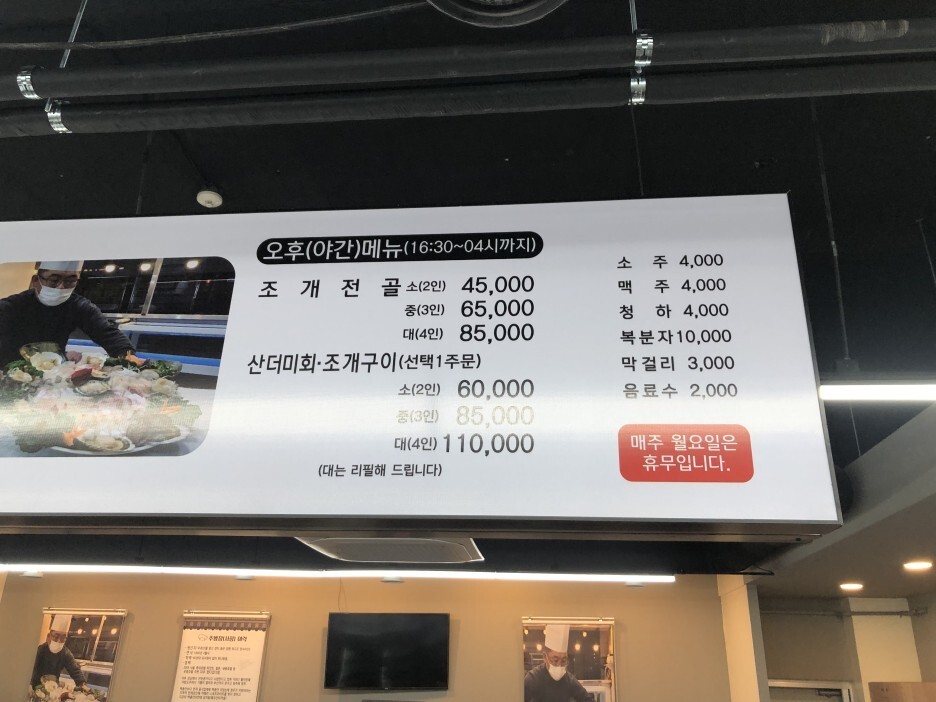 오후(야간)메뉴(16:30~04시까지)
조 개 전 골 소(2인) 45,000
중(3인) 65,000
대(4인) 85,000
산더미회·조개구이(선택1주문)
소(2인) 60,000
중(3인) 85,000
대(4인) 110,000
(대는 리필해 드립니다)
소 주 4,000
맥 주 4,000
청 하 4,000
복분자 10,000
막걸리 3,000
음료수 2,000
매주 월요일은
휴무입니다.